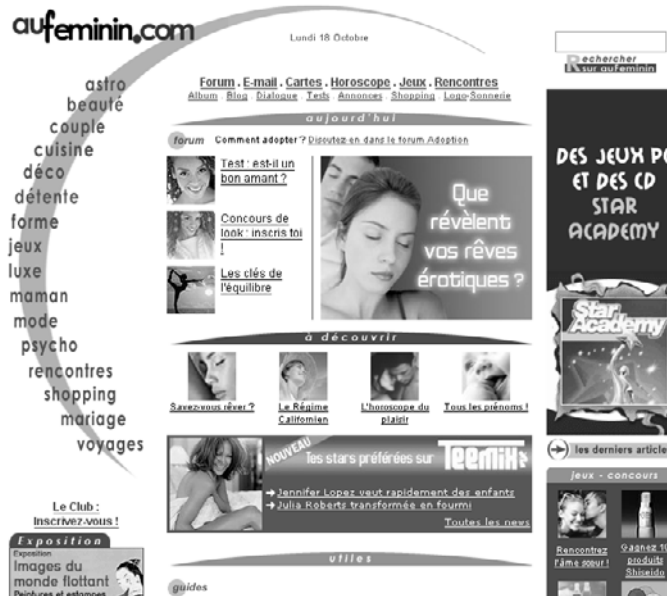 aufeminin.com
Lundi 18 Octobre
Rechercher
sur auFeminin
Forum . E-mail . Cartes . Horoscope . Jeux . Rencontres
Album . Blog . Dialogue . Tests . Annonces . Shopping . Logo-Sonnerie
astro
beauté
couple
cuisine
déco
détente
forme
jeux
luxe
maman
mode
psycho
rencontres
shopping
mariage
voyages
Le Club :
Inscrivez-vous !
Exposition
Exposition
Images du
monde flottant
Peintures et estampes
aujourd'hui
forum Comment adopter ? Discutez-en dans le forum Adoption
Test : est-il un
bon amant ?
Concours de
look : inscris toi
!
Les clés de
l'équilibre
Que
révèlent
vos rêves
érotiques ?
à découvrir
Savez-vous rêver ?
Le Régime
Californien
L'horoscope du
plaisir
Tous les prénoms !
NOUVEAU
Tes stars préférées sur TEEMIX
Jennifer Lopez veut rapidement des enfants
Julia Roberts transformée en fourmi
Toutes les news
utiles
guides
DES JEUX
ET DES CD
STAR
ACADEMY
Star
Academy
les derniers article
jeux - concours
Rencontrez
l'âme soeur !
Gagnez 10
produits
Shiseido